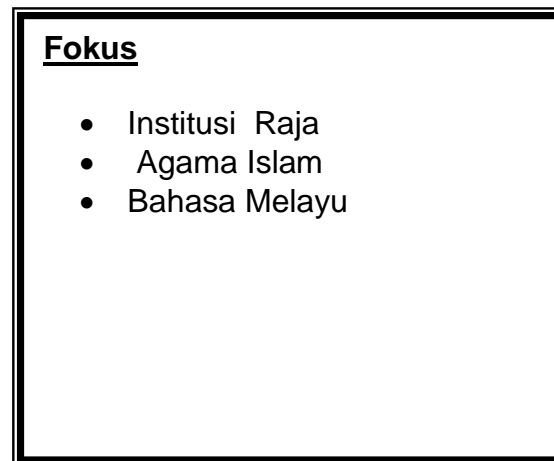 Fokus
• Institusi Raja
• Agama Islam
• Bahasa Melayu